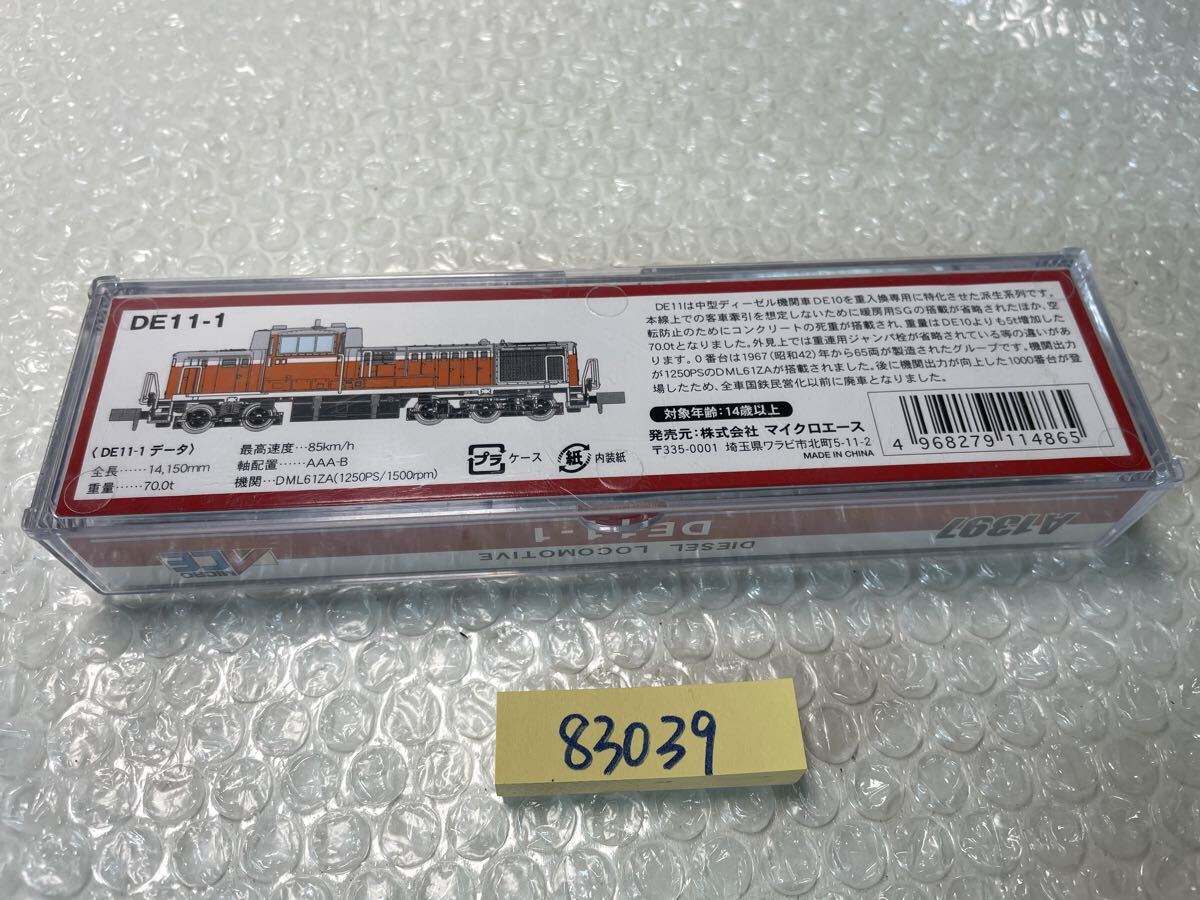 DE11-1
DE11は中型ディーゼル機関車DE10を重入換専用に特化させた派生系列です。
本線上での客車牽引を想定しないために暖房用SGの搭載が省略されたほか、空
転防止のためにコンクリートの死重が搭載され、重量はDE10よりも5t増加した
70.0tとなりました。外見上では重連用ジャンパ栓が省略されている等の違いがあ
ります。0番台は1967(昭和42)年から65両が製造されたグループです。機関出力
が1250PSのDML61ZAが搭載されました。後に機関出力が向上した1000番台が登
場したため、全車国鉄民営化以前に廃車となりました。
〈DE11-1 データ〉
全長……14,150mm
重量……70.0t
最高速度…85km/h
軸配置……AAA-B
機関…DML61ZA(1250PS/1500rpm)
プラ ケース
紙 内装紙
対象年齢:14歳以上
発売元:株式会社 マイクロエース
〒335-0001 埼玉県ワラビ市北町5-11-2
MADE IN CHINA
4 968279 114865
A1397
DE11-1
DIESEL LOCOMOTIVE
MICRO ACE
83039